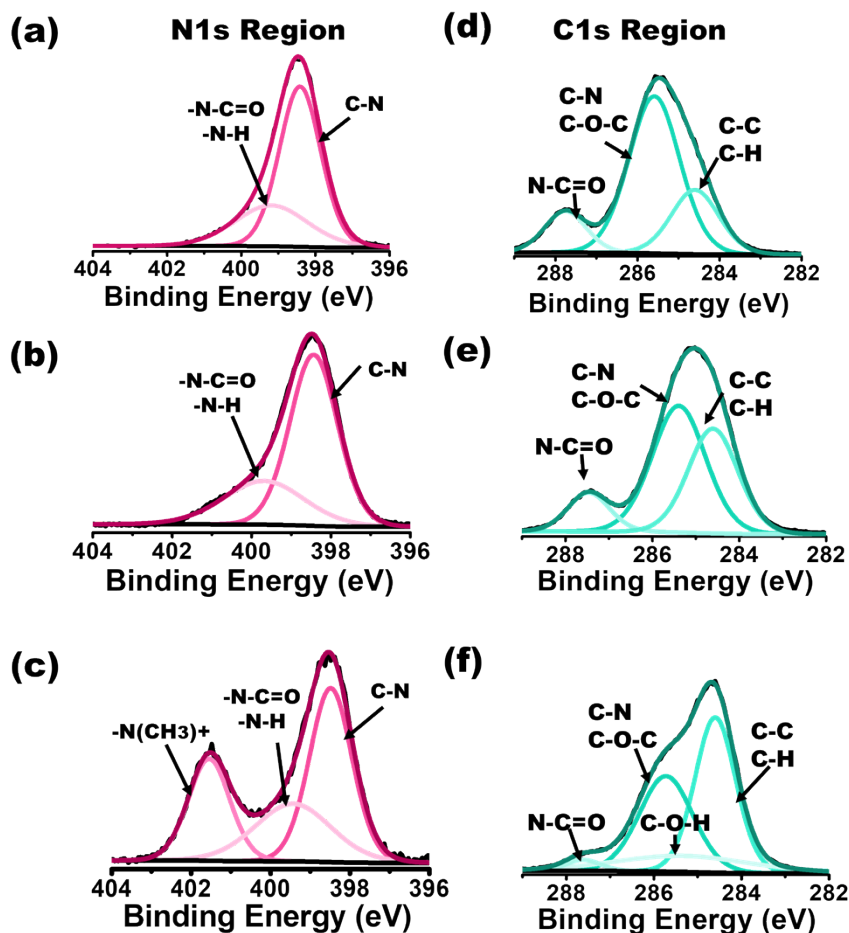 (a) N1s Region
-N-C=O
-N-H
C-N
404 402 400 398 396
Binding Energy (eV)
(d) C1s Region
C-N
C-O-C
C-C
C-H
N-C=O
288 286 284 282
Binding Energy (eV)
(b)
-N-C=O
-N-H
C-N
404 402 400 398 396
Binding Energy (eV)
(e)
C-N
C-O-C
C-C
C-H
N-C=O
288 286 284 282
Binding Energy (eV)
(c)
-N(CH3)+
-N-C=O
-N-H
C-N
404 402 400 398 396
Binding Energy (eV)
(f)
C-N
C-O-C
C-C
C-H
N-C=O
C-O-H
288 286 284 282
Binding Energy (eV)